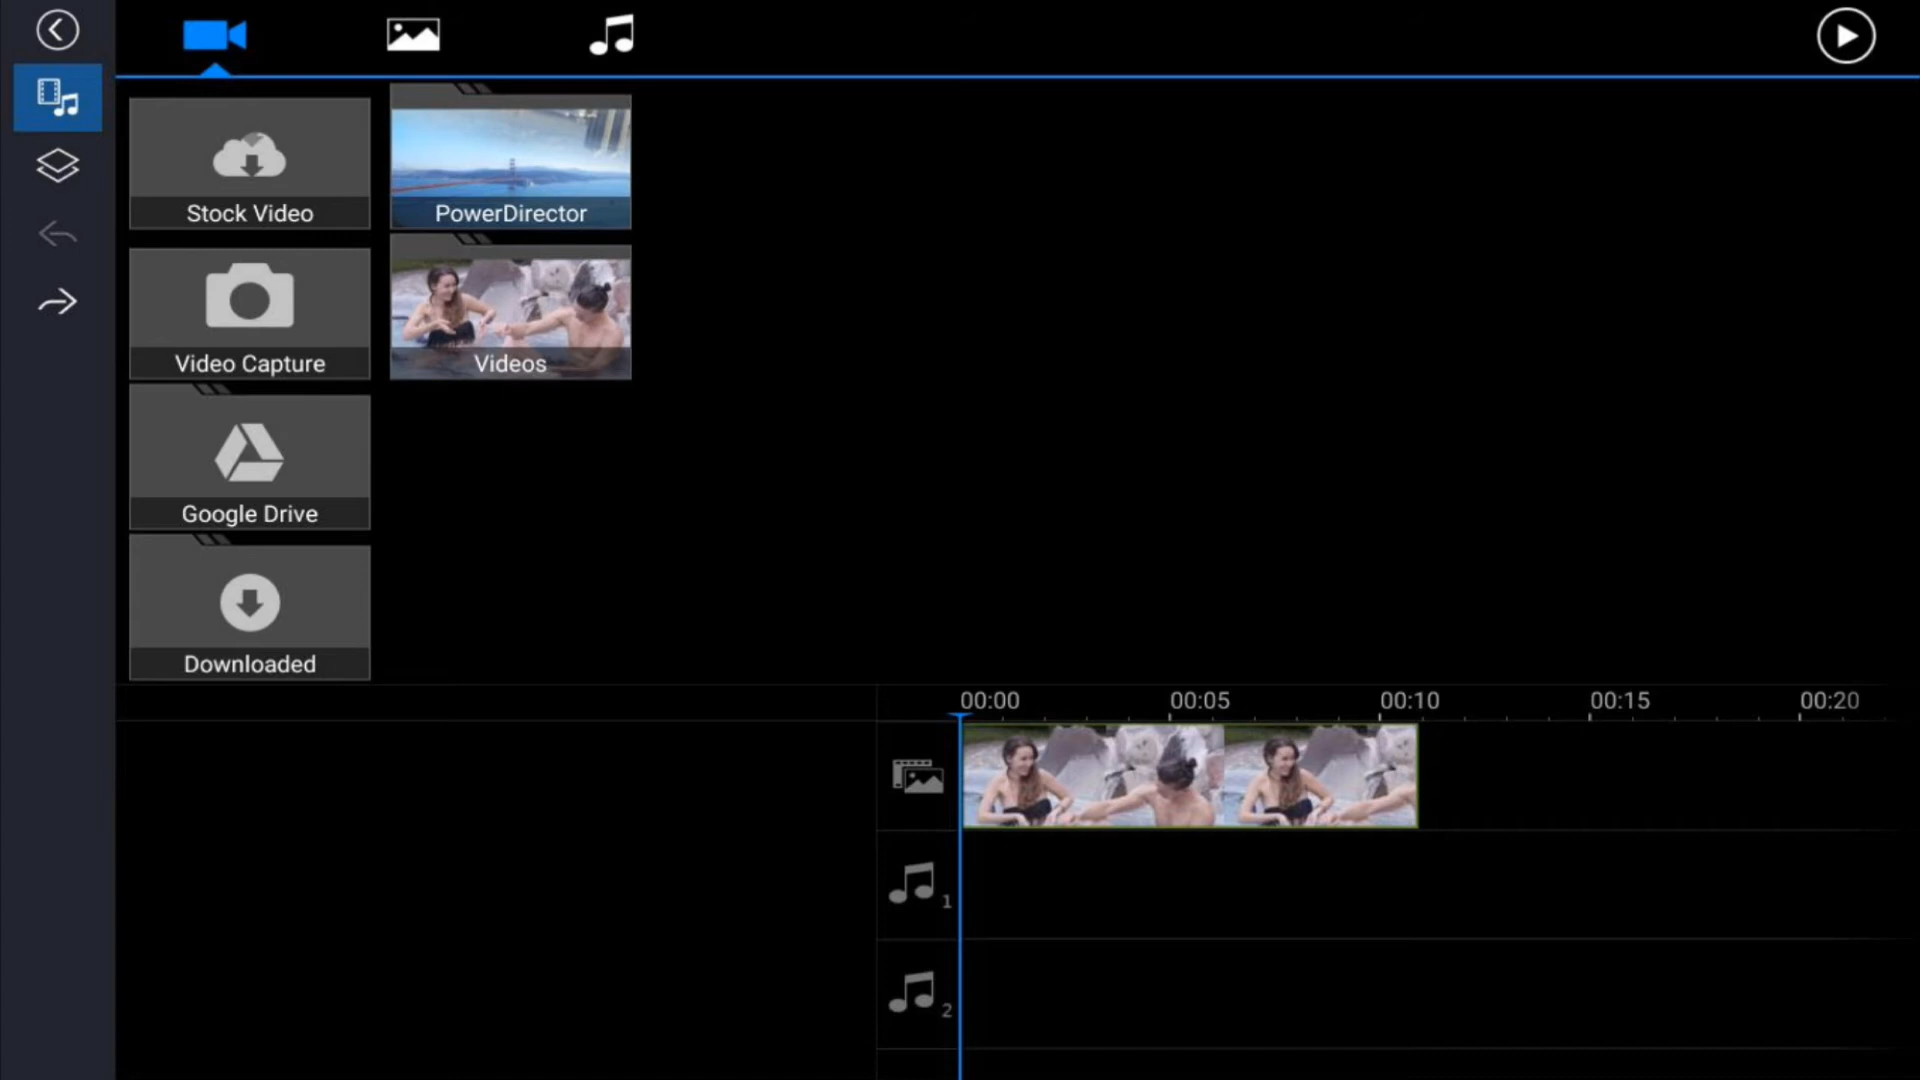 Stock Video
PowerDirector
Video Capture
Videos
Google Drive
Downloaded
00:00
00:05
00:10
00:15
00:20
1
2